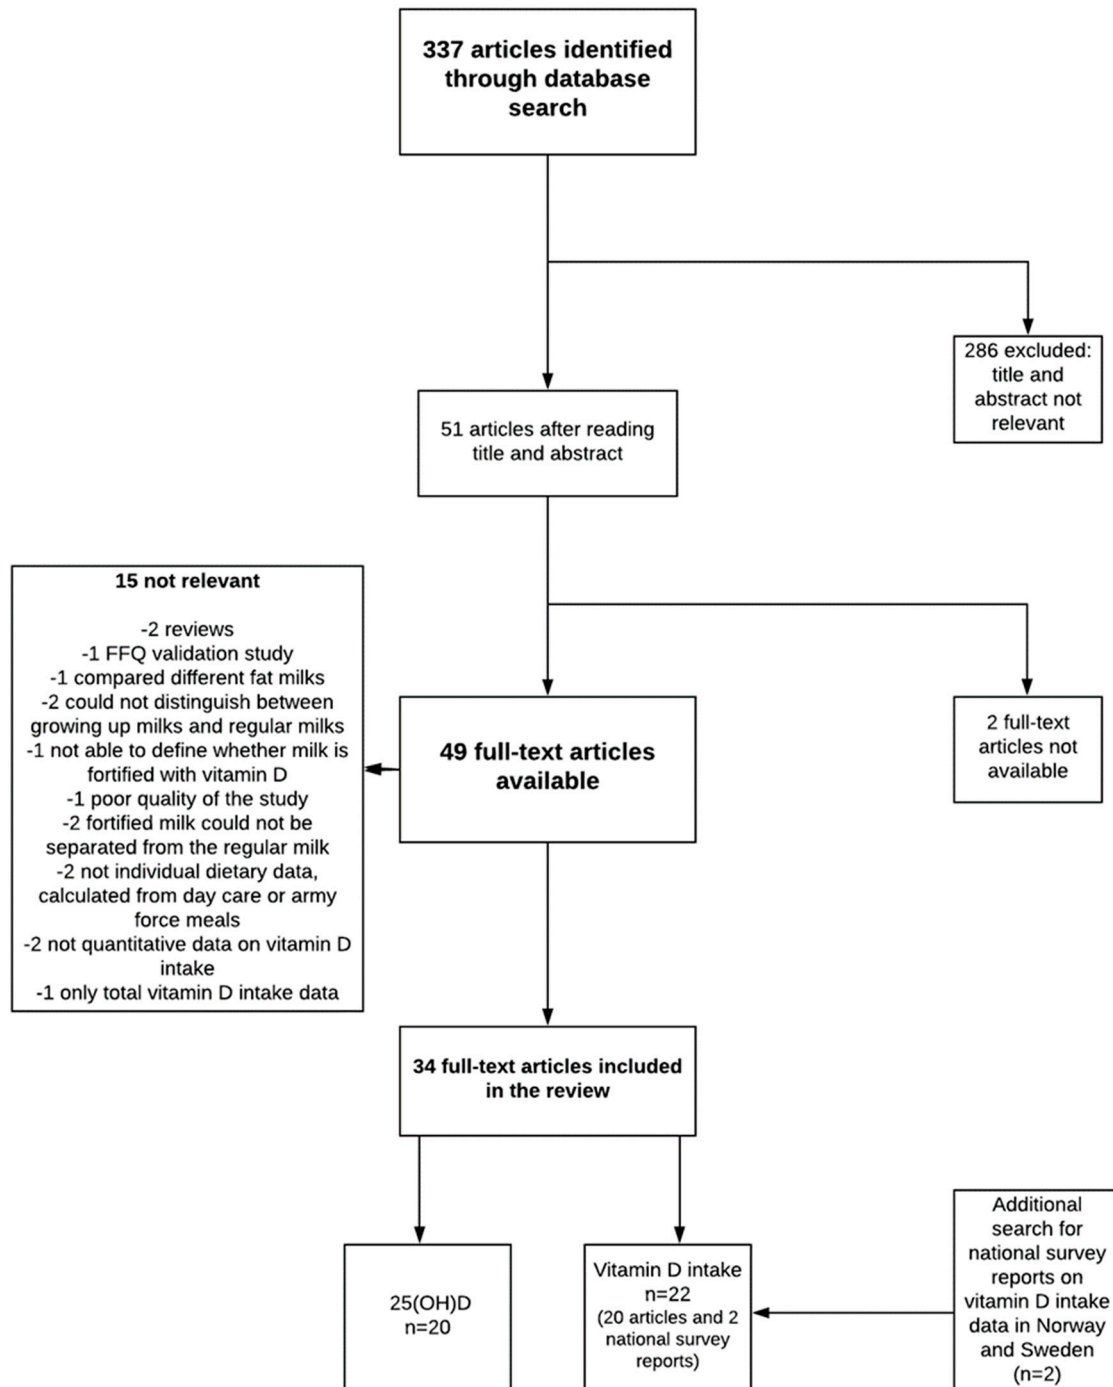 337 articles identified
through database
search
286 excluded:
title and
abstract not
relevant
51 articles after reading
title and abstract
15 not relevant
-2 reviews
-1 FFQ validation study
-1 compared different fat milks
-2 could not distinguish between
growing up milks and regular milks
-1 not able to define whether milk is
fortified with vitamin D
-1 poor quality of the study
-2 fortified milk could not be
separated from the regular milk
-2 not individual dietary data,
calculated from day care or army
force meals
-2 not quantitative data on vitamin D
intake
-1 only total vitamin D intake data
49 full-text articles
available
2 full-text
articles not
available
34 full-text articles included
in the review
25(OH)D
n=20
Vitamin D intake
n=22
(20 articles and 2
national survey
reports)
Additional
search for
national survey
reports on
vitamin D intake
data in Norway
and Sweden
(n=2)